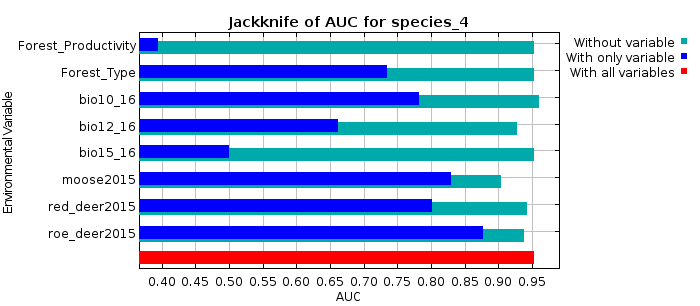 Jackknife of AUC for species_4
Environmental Variable
Forest_Productivity
Forest_Type
bio10_16
bio12_16
bio15_16
moose2015
red_deer2015
roe_deer2015
0.40 0.45 0.50 0.55 0.60 0.65 0.70 0.75 0.80 0.85 0.90 0.95
AUC
Without variable
With only variable
With all variables